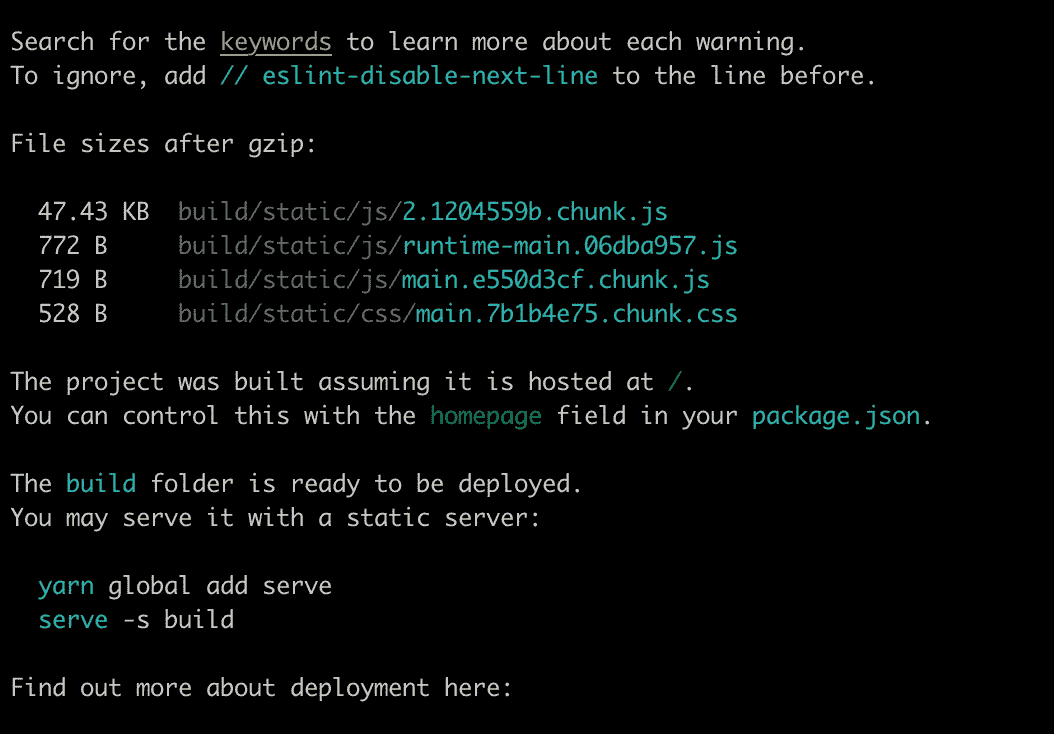 Search for the keywords to learn more about each warning.
To ignore, add // eslint-disable-next-line to the line before.
File sizes after gzip:
47.43 KB  build/static/js/2.1204559b.chunk.js
772 B  build/static/js/runtime-main.06dba957.js
719 B  build/static/js/main.e550d3cf.chunk.js
528 B  build/static/css/main.7b1b4e75.chunk.css
The project was built assuming it is hosted at /.
You can control this with the homepage field in your package.json.
The build folder is ready to be deployed.
You may serve it with a static server:
yarn global add serve
serve -s build
Find out more about deployment here: